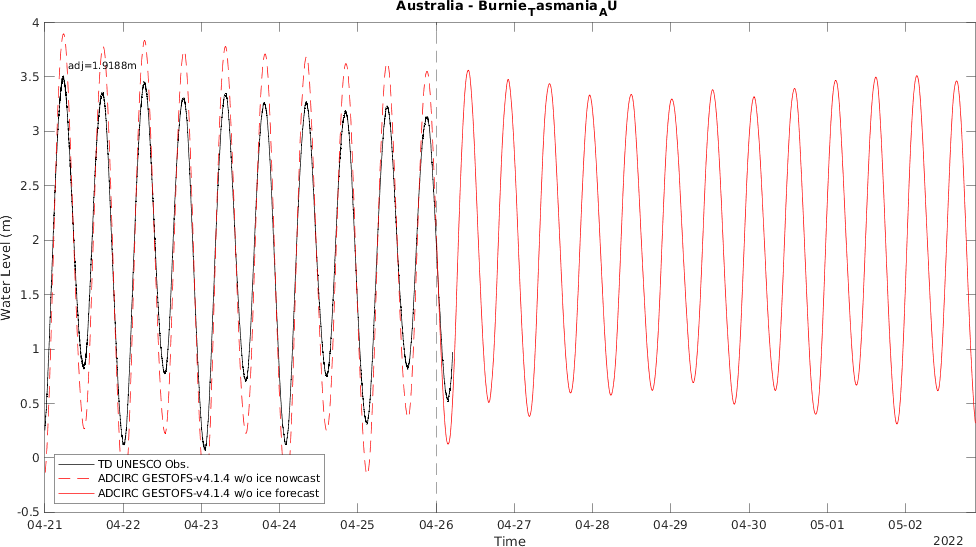 Australia - BurnieTasmaniaAU
4
adj=1.9188m
3.5
3
2.5
2
1.5
1
0.5
0
-0.5
Water Level (m)
TD UNESCO Obs.
ADCIRC GESTOFS-v4.1.4 w/o ice nowcast
ADCIRC GESTOFS-v4.1.4 w/o ice forecast
04-21 04-22 04-23 04-24 04-25 04-26 04-27 04-28 04-29 04-30 05-01 05-02
Time
2022